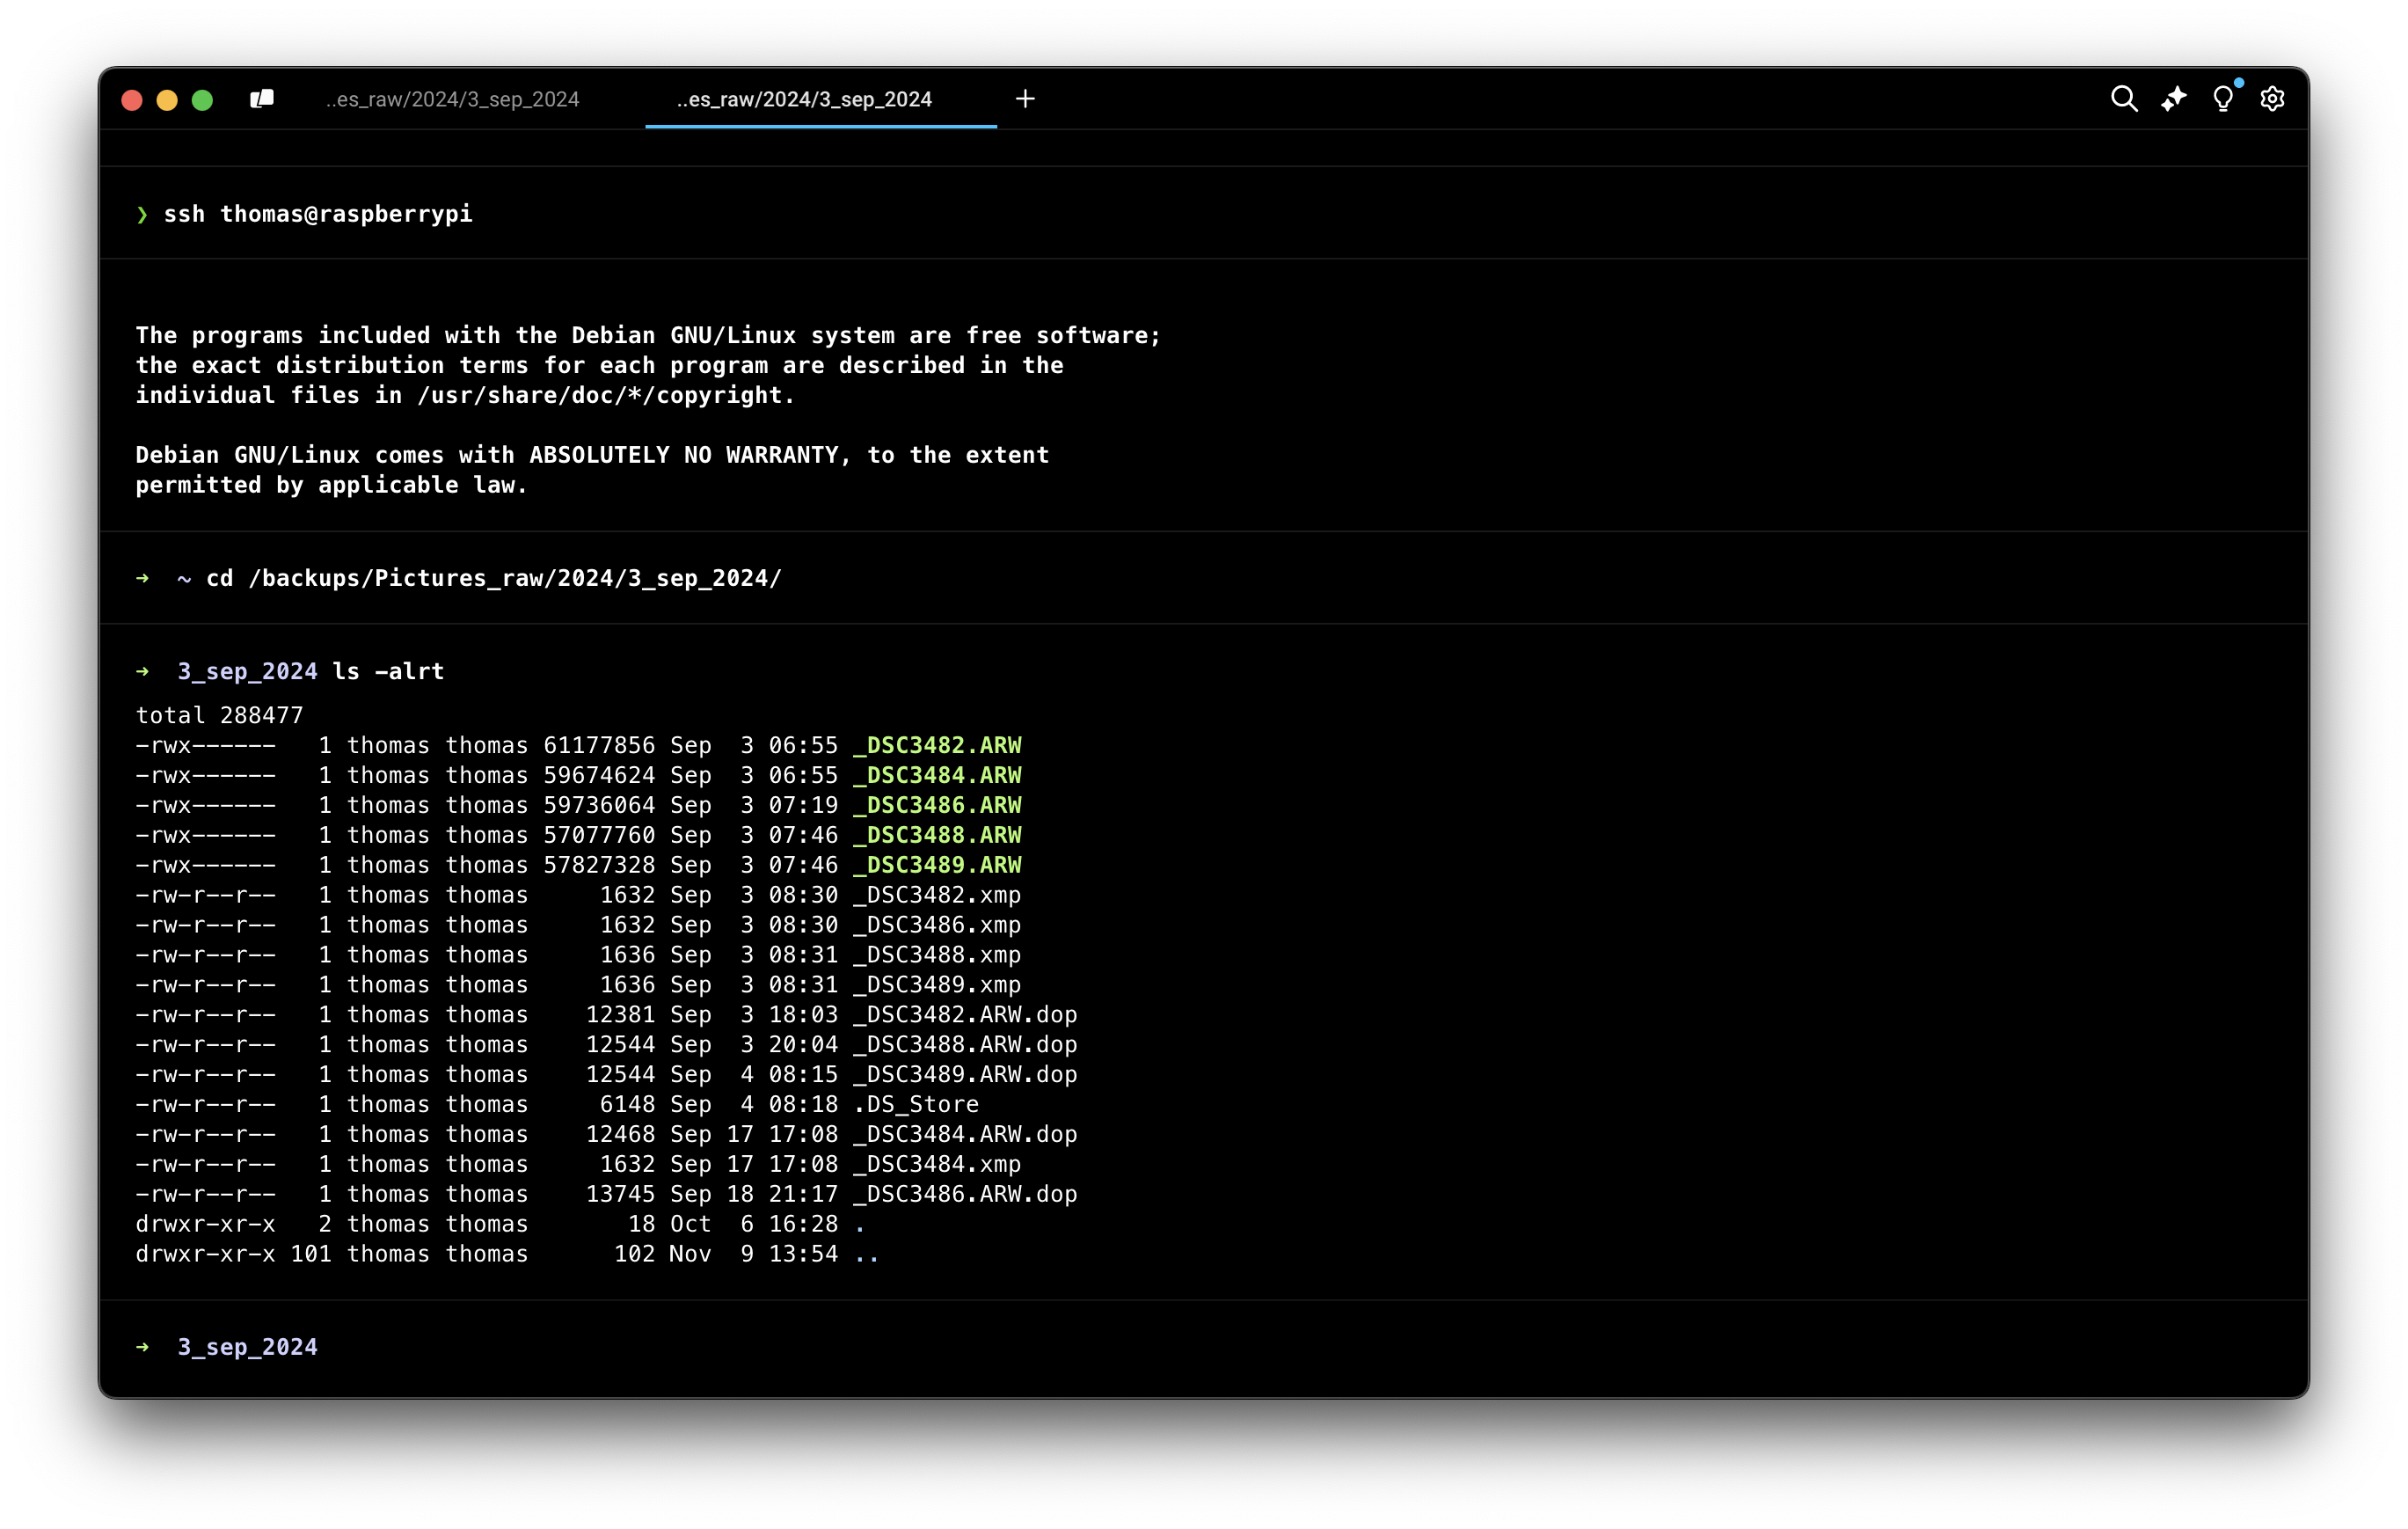 ..es_raw/2024/3_sep_2024 ..es_raw/2024/3_sep_2024 +
❯ ssh thomas@raspberrypi
The programs included with the Debian GNU/Linux system are free software;
the exact distribution terms for each program are described in the
individual files in /usr/share/doc/*/copyright.
Debian GNU/Linux comes with ABSOLUTELY NO WARRANTY, to the extent
permitted by applicable law.
➜  ~ cd /backups/Pictures_raw/2024/3_sep_2024/
➜  3_sep_2024 ls -alrt
total 288477
-rwx------   1 thomas thomas 61177856 Sep  3 06:55 _DSC3482.ARW
-rwx------   1 thomas thomas 59674624 Sep  3 06:55 _DSC3484.ARW
-rwx------   1 thomas thomas 59736064 Sep  3 07:19 _DSC3486.ARW
-rwx------   1 thomas thomas 57077760 Sep  3 07:46 _DSC3488.ARW
-rwx------   1 thomas thomas 57827328 Sep  3 07:46 _DSC3489.ARW
-rw-r--r--   1 thomas thomas     1632 Sep  3 08:30 _DSC3482.xmp
-rw-r--r--   1 thomas thomas     1632 Sep  3 08:30 _DSC3486.xmp
-rw-r--r--   1 thomas thomas     1636 Sep  3 08:31 _DSC3488.xmp
-rw-r--r--   1 thomas thomas     1636 Sep  3 08:31 _DSC3489.xmp
-rw-r--r--   1 thomas thomas    12381 Sep  3 18:03 _DSC3482.ARW.dop
-rw-r--r--   1 thomas thomas    12544 Sep  3 20:04 _DSC3488.ARW.dop
-rw-r--r--   1 thomas thomas    12544 Sep  4 08:15 _DSC3489.ARW.dop
-rw-r--r--   1 thomas thomas     6148 Sep  4 08:18 .DS_Store
-rw-r--r--   1 thomas thomas    12468 Sep 17 17:08 _DSC3484.ARW.dop
-rw-r--r--   1 thomas thomas     1632 Sep 17 17:08 _DSC3484.xmp
-rw-r--r--   1 thomas thomas    13745 Sep 18 21:17 _DSC3486.ARW.dop
drwxr-xr-x   2 thomas thomas       18 Oct  6 16:28 .
drwxr-xr-x 101 thomas thomas      102 Nov  9 13:54 ..
➜  3_sep_2024